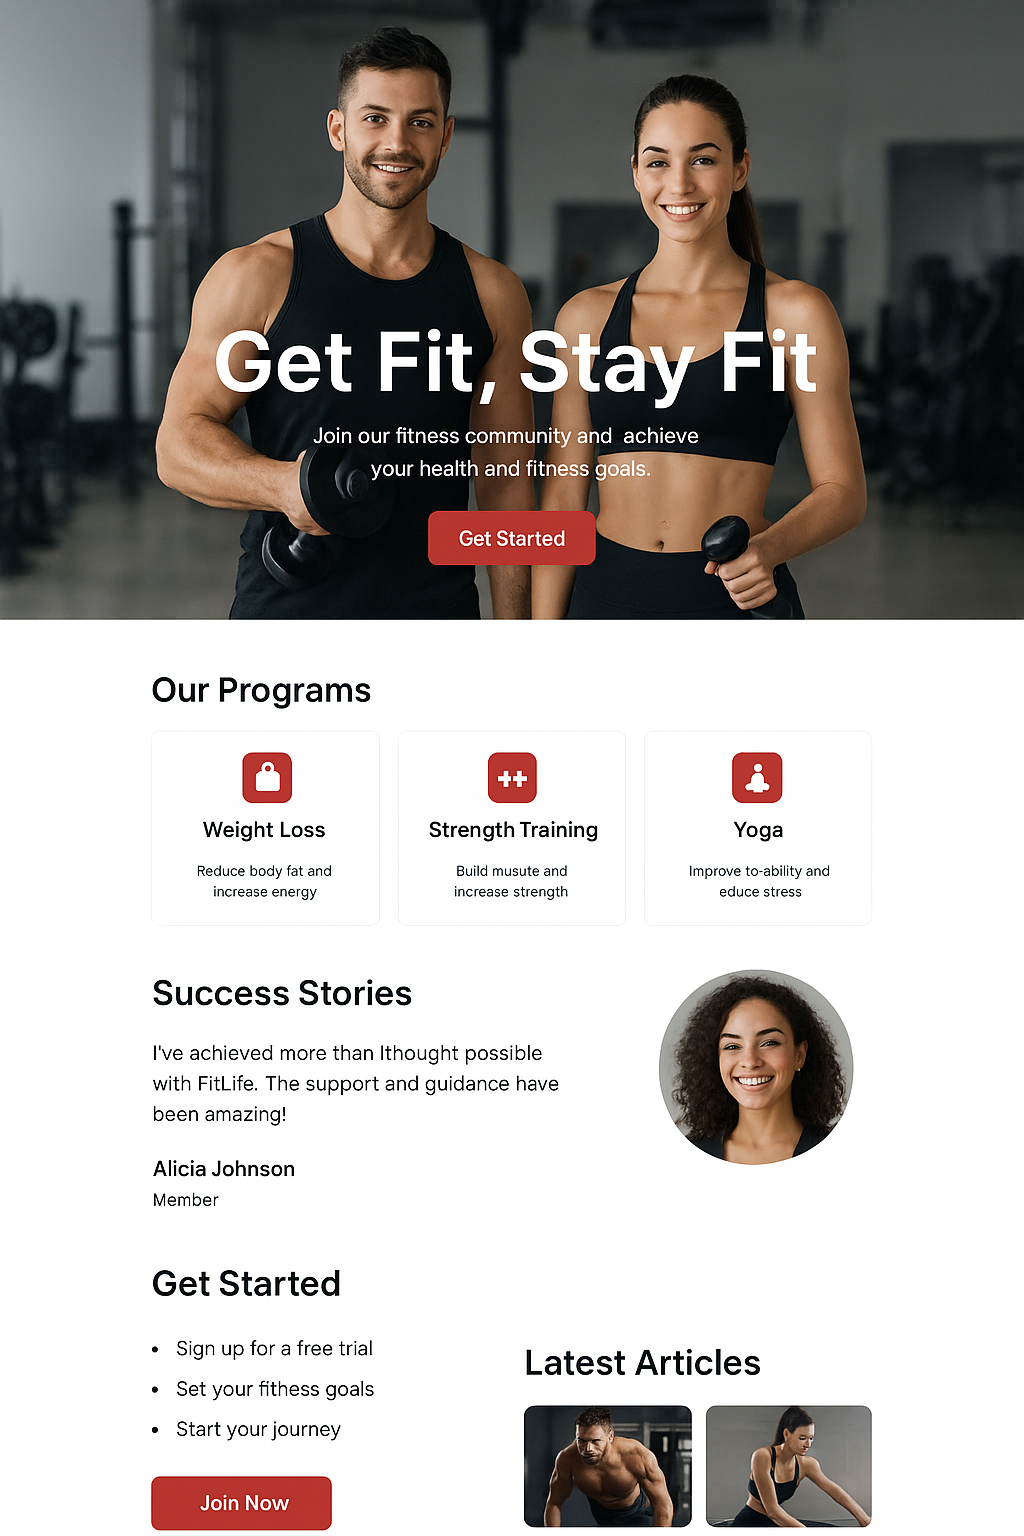 Get Fit, Stay Fit
Join our fitness community and achieve
your health and fitness goals.
Get Started
Our Programs
Weight Loss
Reduce body fat and
increase energy
Strength Training
Build musute and
increase strength
Yoga
Improve to-ability and
educe stress
Success Stories
I've achieved more than Ithought possible
with FitLife. The support and guidance have
been amazing!
Alicia Johnson
Member
Get Started
• Sign up for a free trial
• Set your fithess goals
• Start your journey
Join Now
Latest Articles